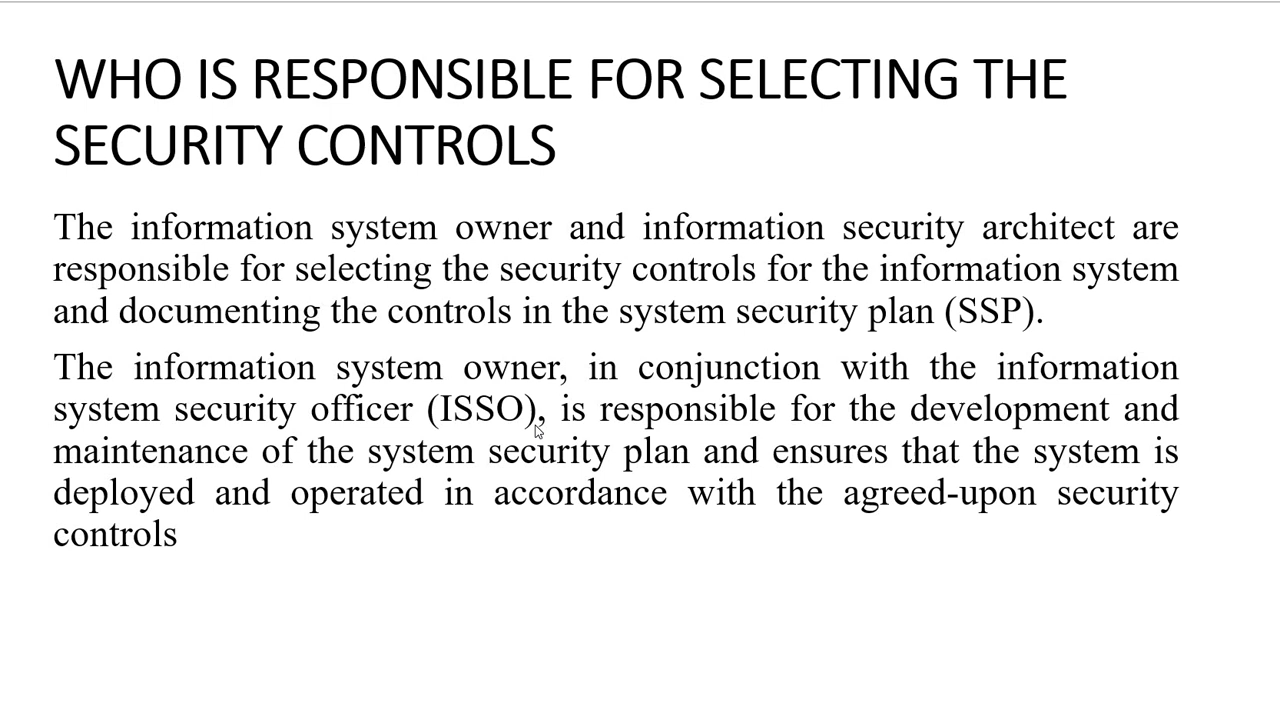 WHO IS RESPONSIBLE FOR SELECTING THE
SECURITY CONTROLS
The information system owner and information security architect are
responsible for selecting the security controls for the information system
and documenting the controls in the system security plan (SSP).
The information system owner, in conjunction with the information
system security officer (ISSO), is responsible for the development and
maintenance of the system security plan and ensures that the system is
deployed and operated in accordance with the agreed-upon security
controls